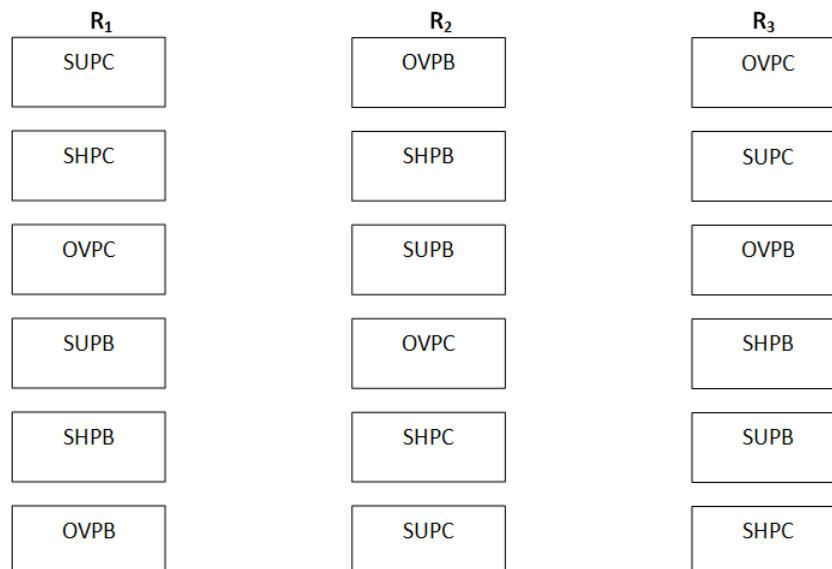 R₁ R₂ R₃
SUPC OVPB OVPC
SHPC SHPB SUPC
OVPC SUPB OVPB
SUPB OVPC SHPB
SHPB SHPC SUPB
OVPB SUPC SHPC